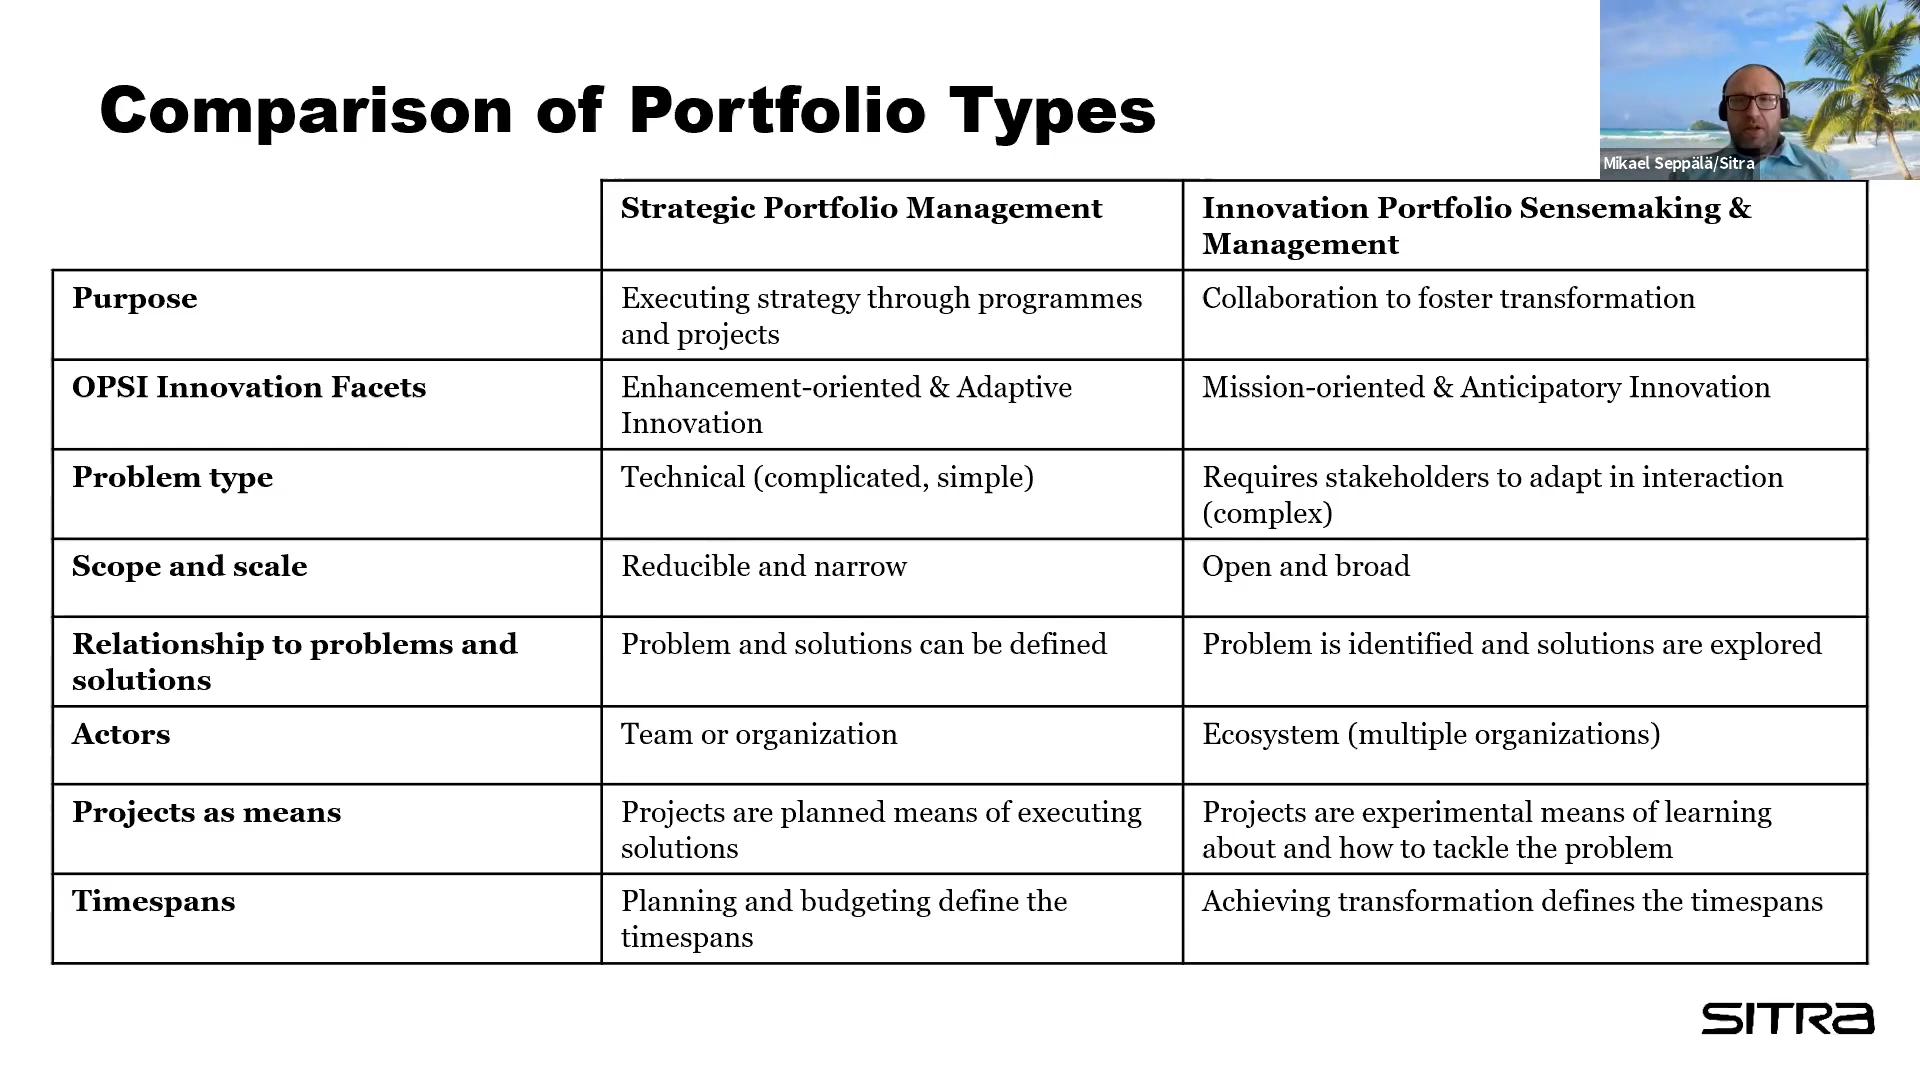 Comparison of Portfolio Types
Mikael Seppälä/Sitra
Strategic Portfolio Management
Innovation Portfolio Sensemaking &
Management
Purpose
Executing strategy through programmes
and projects
Collaboration to foster transformation
OPSI Innovation Facets
Enhancement-oriented & Adaptive
Innovation
Mission-oriented & Anticipatory Innovation
Problem type
Technical (complicated, simple)
Requires stakeholders to adapt in interaction
(complex)
Scope and scale
Reducible and narrow
Open and broad
Relationship to problems and
solutions
Problem and solutions can be defined
Problem is identified and solutions are explored
Actors
Team or organization
Ecosystem (multiple organizations)
Projects as means
Projects are planned means of executing
solutions
Projects are experimental means of learning
about and how to tackle the problem
Timespans
Planning and budgeting define the
timespans
Achieving transformation defines the timespans
SITRA